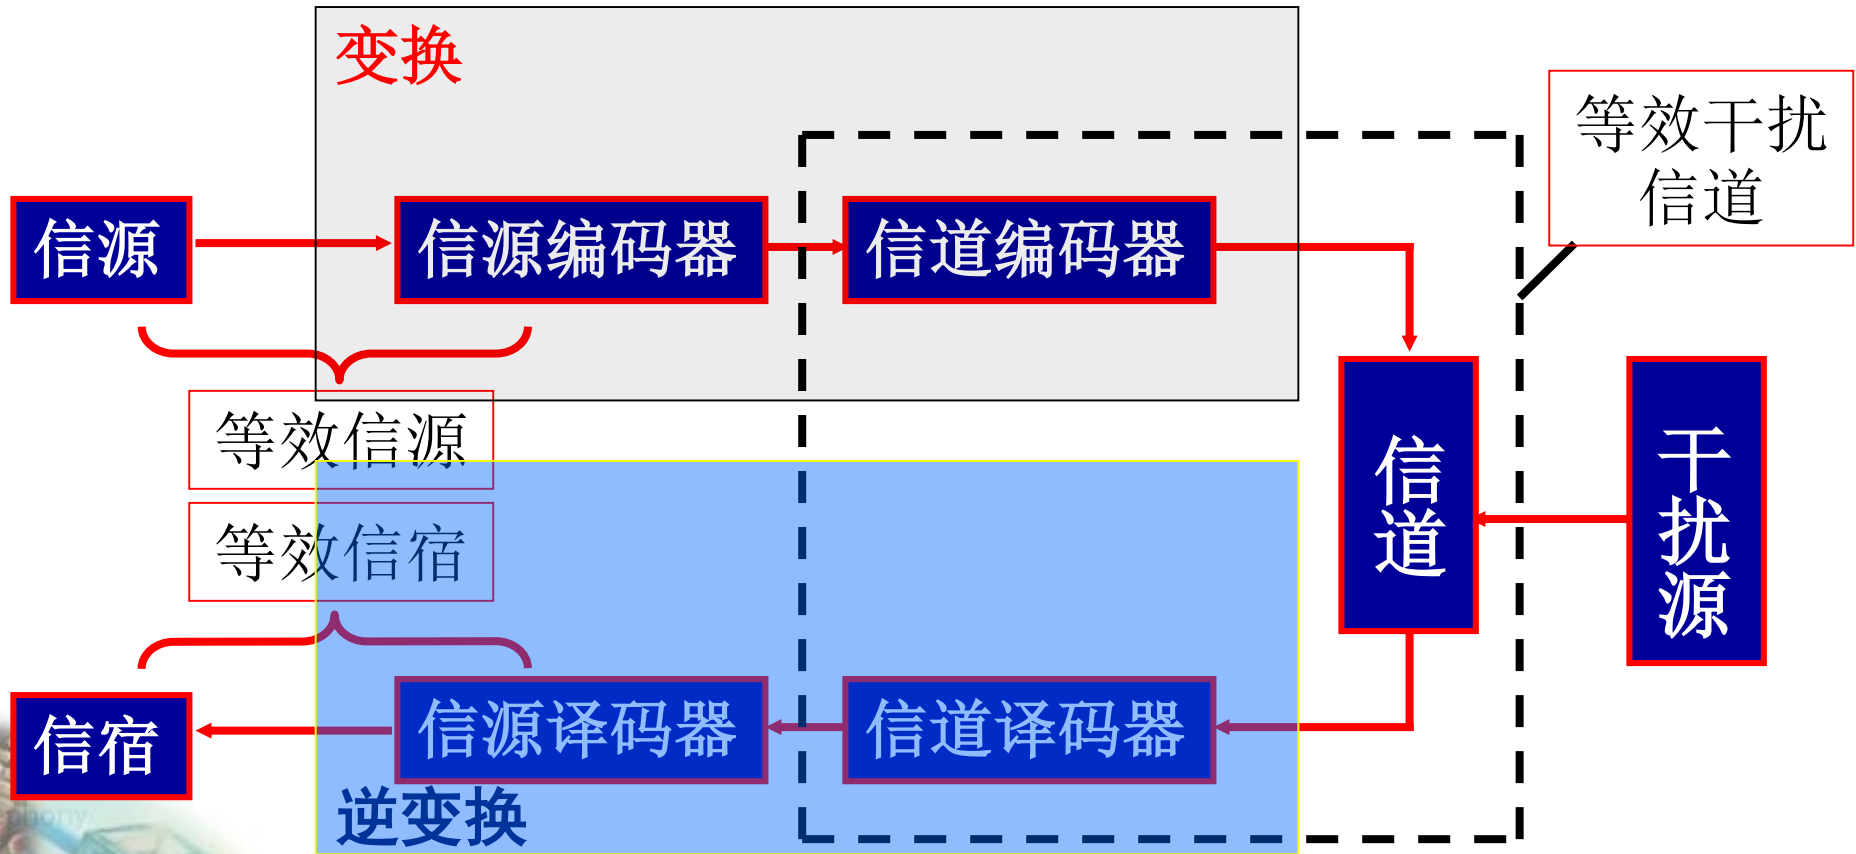 变换
等效干扰
信道
信源
信源编码器
信道编码器
等效信源
等效信宿
信道
干扰源
信宿
信源译码器
信道译码器
逆变换
phony